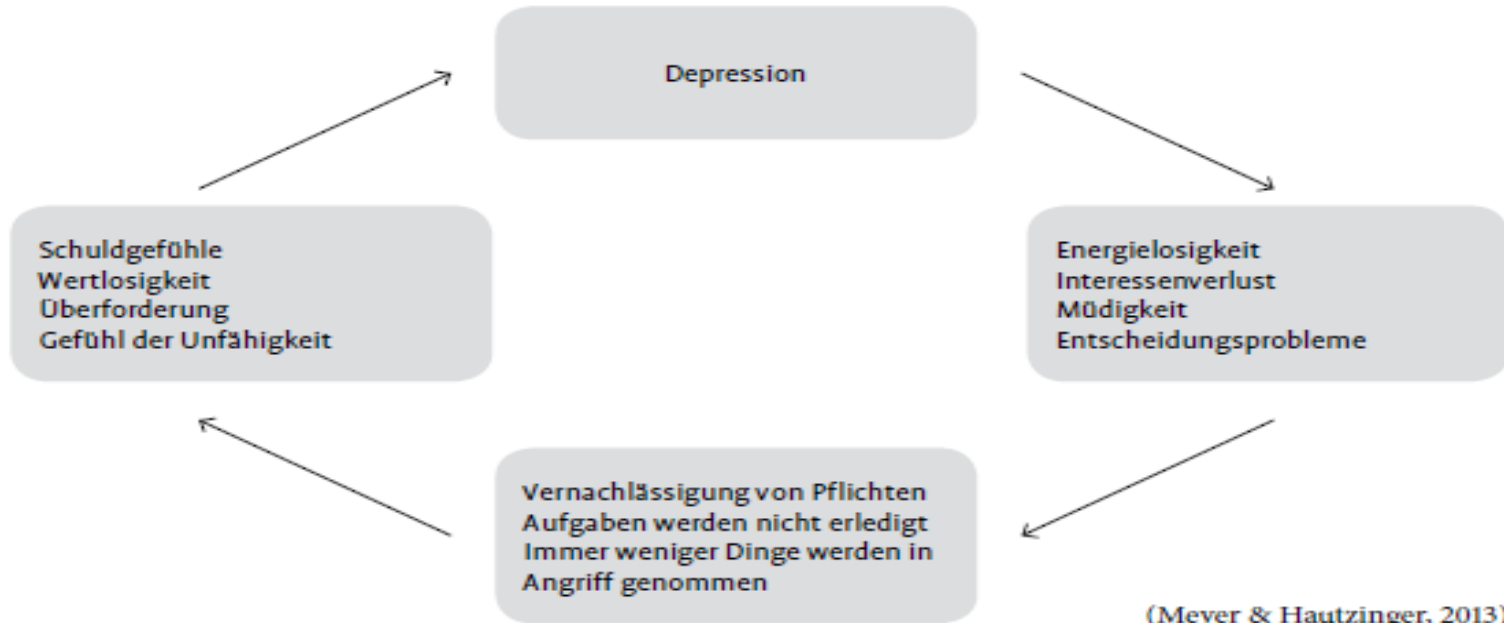 Depression
Schuldgefühle
Wertlosigkeit
Überforderung
Gefühl der Unfähigkeit
Energielosigkeit
Interessenverlust
Müdigkeit
Entscheidungsprobleme
Vernachlässigung von Pflichten
Aufgaben werden nicht erledigt
Immer weniger Dinge werden in
Angriff genommen
(Meyer & Hautzinger, 2013)